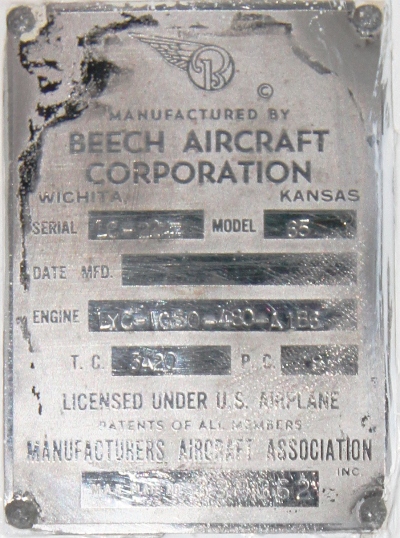 B
©
MANUFACTURED BY
BEECH AIRCRAFT
CORPORATION
WICHITA, KANSAS
SERIAL MODEL 65
DATE MFD.
ENGINE
T. C. 3A20 P. C.
LICENSED UNDER U.S. AIRPLANE
PATENTS OF ALL MEMBERS
MANUFACTURERS AIRCRAFT ASSOCIATION
INC.